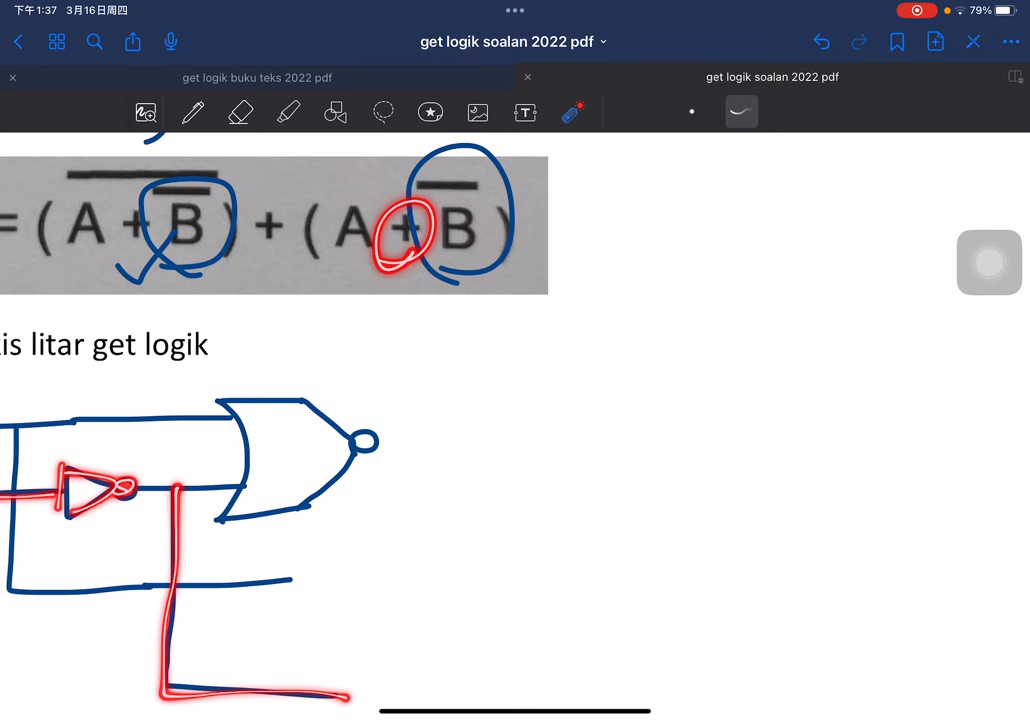 下午1:37 3月16日周四
79%
get logik soalan 2022 pdf
get logik buku teks 2022 pdf
get logik soalan 2022 pdf
T
= ( A + B ) + ( A + B )
is litar get logik